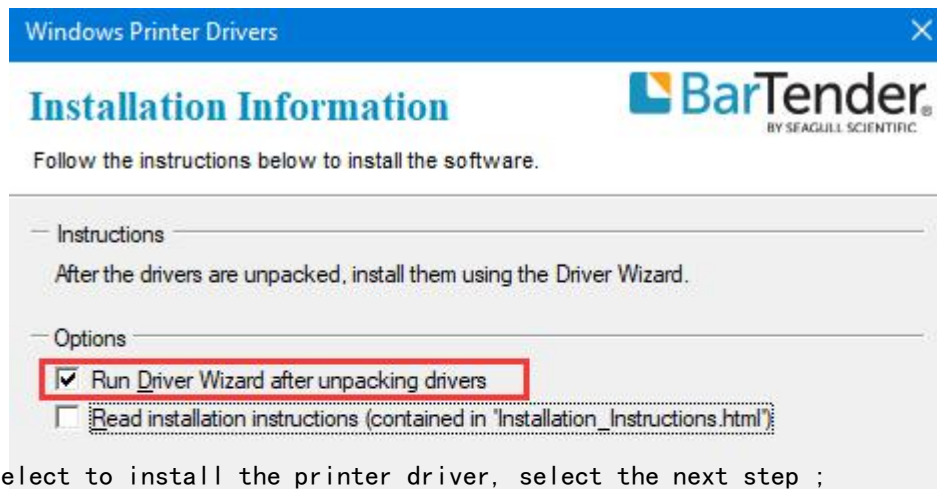 Windows Printer Drivers
Installation Information
BarTender®
BY SEAGULL SCIENTIFIC
Follow the instructions below to install the software.
Instructions
After the drivers are unpacked, install them using the Driver Wizard.
Options
Run Driver Wizard after unpacking drivers
Read installation instructions (contained in 'Installation_Instructions.html')
elect to install the printer driver, select the next step ;